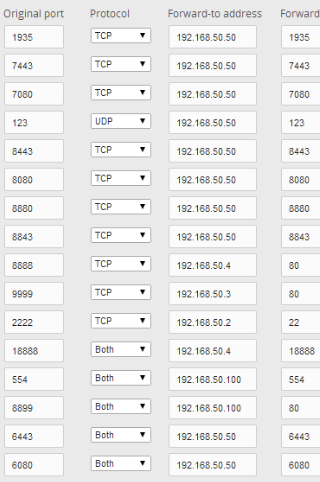 Original port Protocol Forward-to address Forward
1935 TCP 192.168.50.50 1935
7443 TCP 192.168.50.50 7443
7080 TCP 192.168.50.50 7080
123 UDP 192.168.50.50 123
8443 TCP 192.168.50.50 8443
8080 TCP 192.168.50.50 8080
8880 TCP 192.168.50.50 8880
8843 TCP 192.168.50.50 8843
8888 TCP 192.168.50.4 80
9999 TCP 192.168.50.3 80
2222 TCP 192.168.50.2 22
18888 Both 192.168.50.4 18888
554 Both 192.168.50.100 554
8899 Both 192.168.50.100 80
6443 Both 192.168.50.50 6443
6080 Both 192.168.50.50 6080